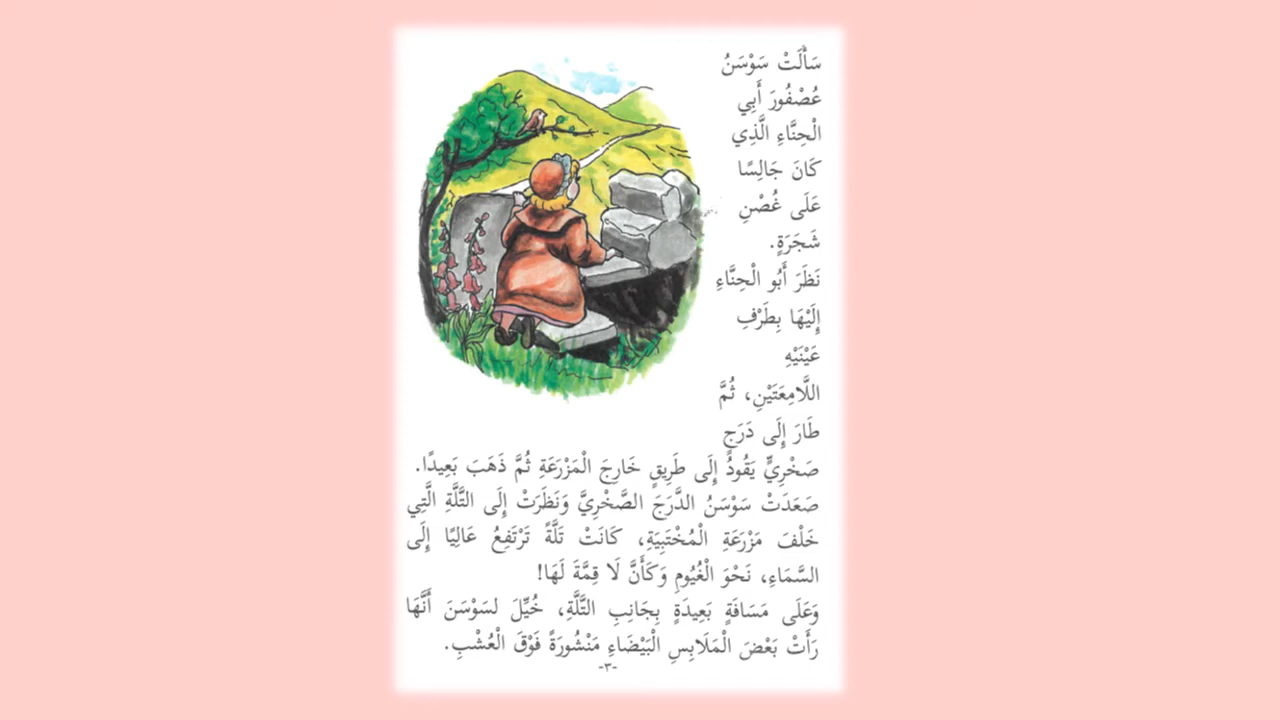 سَأَلَتْ سَوْسَنُ
عُصْفُورَ أَبِي
الْحِنَّاءِ الَّذِي
كَانَ جَالِسًا
عَلَى غُصْنِ
شَجَرَةٍ.
نَظَرَ أَبُو الْحِنَّاءِ
إِلَيْهَا بِطَرْفِ
عَيْنَيْهِ
اللَّامِعَتَيْنِ، ثُمَّ
طَارَ إِلَى دَرَجٍ
صَخْرِيٍّ يَقُودُ إِلَى طَرِيقٍ خَارِجَ الْمَزْرَعَةِ ثُمَّ ذَهَبَ بَعِيدًا.
صَعَدَتْ سَوْسَنُ الدَّرَجَ الصَّخْرِيَّ وَنَظَرَتْ إِلَى التَّلَّةِ الَّتِي
خَلْفَ مَزْرَعَةِ الْمُخْتَبِيَةِ، كَانَتْ تَلَّةً تَرْتَفِعُ عَالِيًا إِلَى
السَّمَاءِ، نَحْوَ الْغُيُومِ وَكَأَنَّ لَا قِمَّةَ لَهَا!
وَعَلَى مَسَافَةٍ بَعِيدَةٍ بِجَانِبِ التَّلَّةِ، خُيِّلَ لسَوْسَنَ أَنَّهَا
رَأَتْ بَعْضَ الْمَلَابِسِ الْبَيْضَاءِ مَنْشُورَةً فَوْقَ الْعُشْبِ.
-٣-